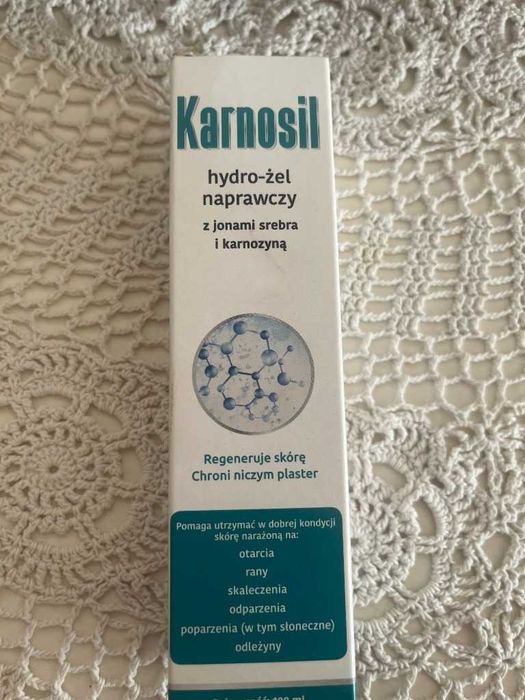 Karnosil
hydro-żel
naprawczy
z jonami srebra
i karnozyną
Regeneruje skórę
Chroni niczym plaster
Pomaga utrzymać w dobrej kondycji
skórę narażoną na:
otarcia
rany
skaleczenia
odparzenia
poparzenia (w tym słoneczne)
odleżyny